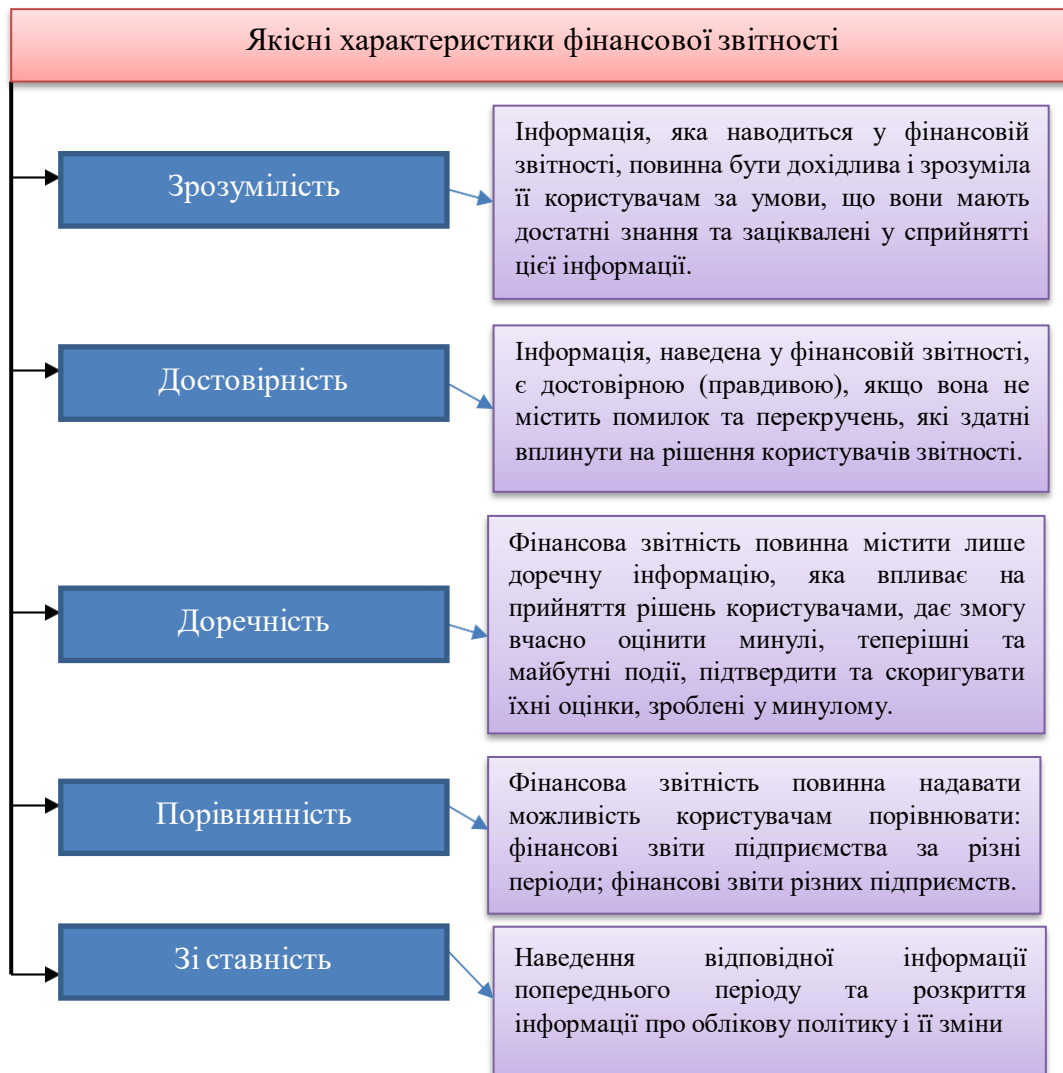 Якісні характеристики фінансової звітності
Зрозумілість
Інформація, яка наводиться у фінансовій
звітності, повинна бути дохідлива і зрозуміла
її користувачам за умови, що вони мають
достатні знання та заціквалені у сприйнятті
цієї інформації.
Достовірність
Інформація, наведена у фінансовій звітності,
є достовірною (правдивою), якщо вона не
містить помилок та перекручень, які здатні
вплинути на рішення користувачів звітності.
Доречність
Фінансова звітність повинна містити лише
доречну інформацію, яка впливає на
прийняття рішень користувачами, дає змогу
вчасно оцінити минулі, теперішні та
майбутні події, підтвердити та скоригувати
їхні оцінки, зроблені у минулому.
Порівнянність
Фінансова звітність повинна надавати
можливість користувачам порівнювати:
фінансові звіти підприємства за різні
періоди; фінансові звіти різних підприємств.
Зі ставність
Наведення відповідної інформації
попереднього періоду та розкриття
інформації про облікову політику і її зміни